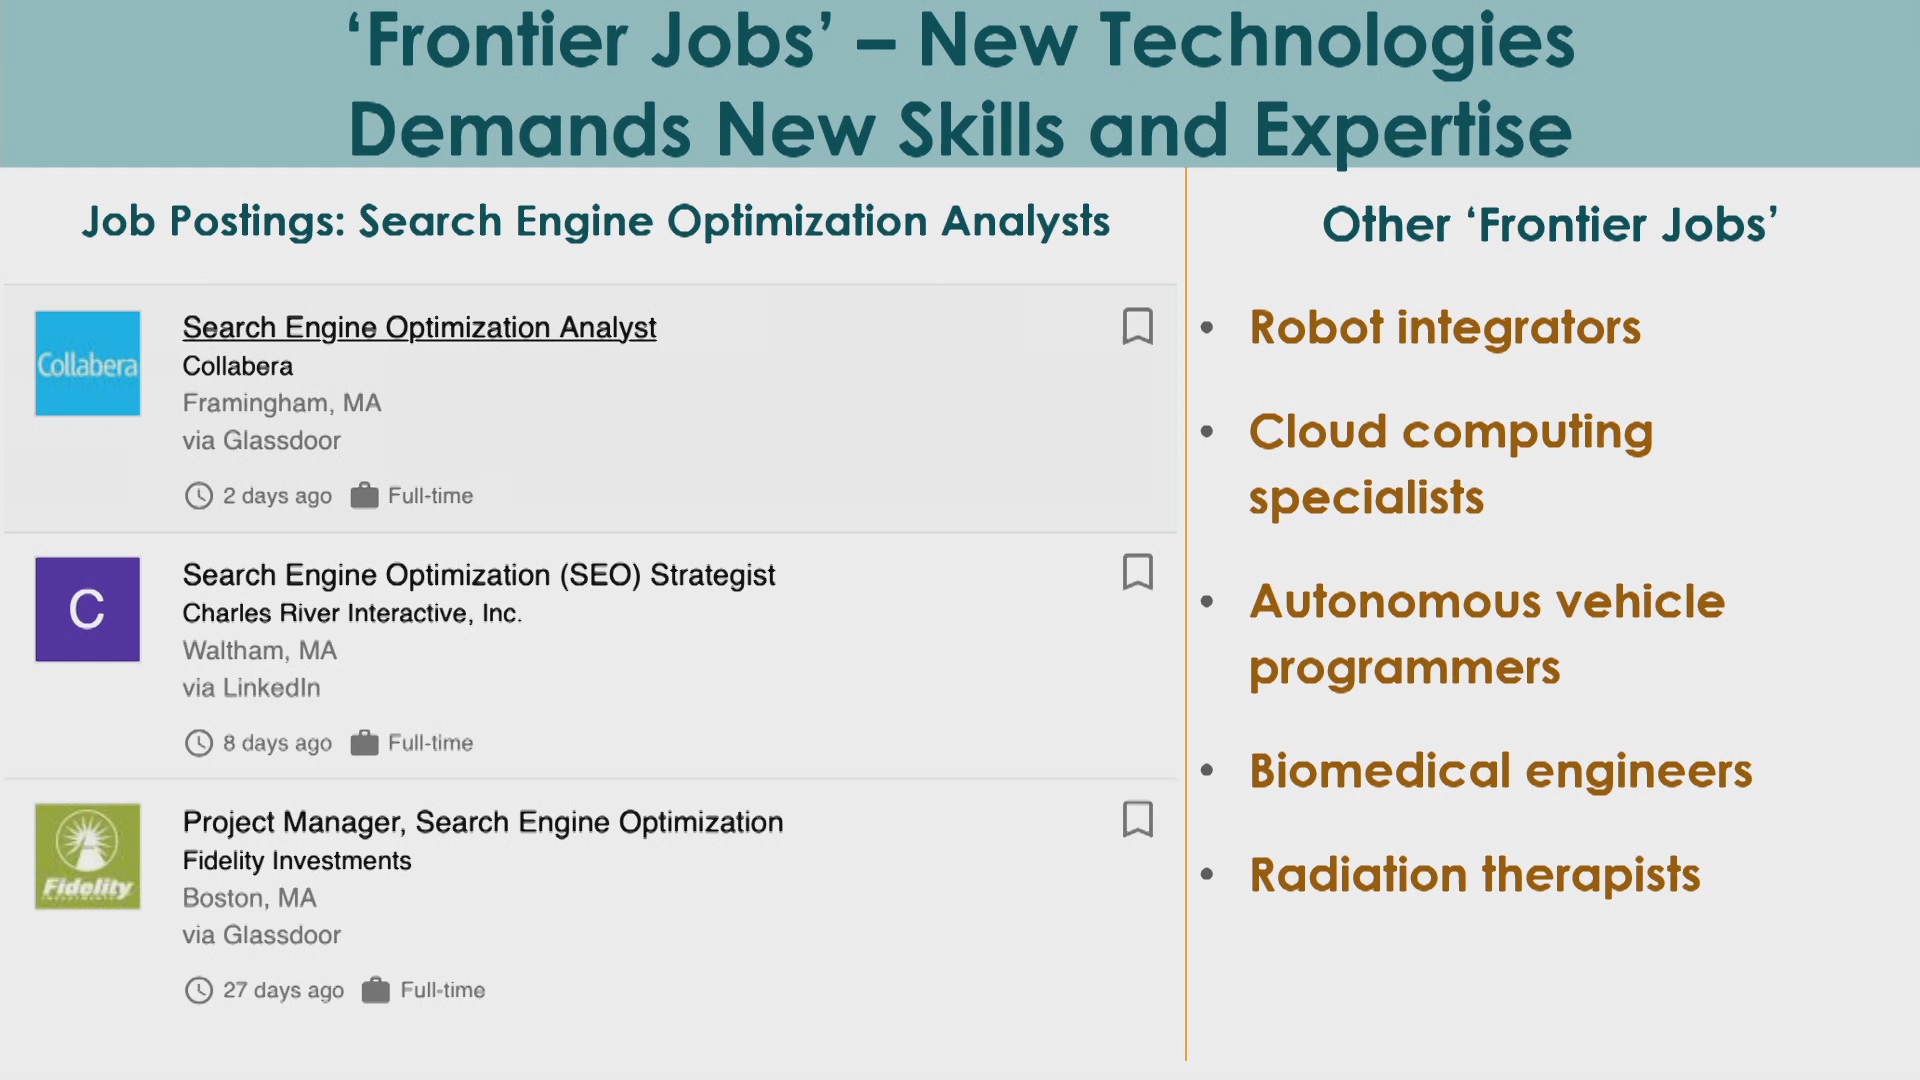 ‘Frontier Jobs’ – New Technologies
Demands New Skills and Expertise
Job Postings: Search Engine Optimization Analysts
Collabera
Search Engine Optimization Analyst
Collabera
Framingham, MA
via Glassdoor
2 days ago Full-time
C
Search Engine Optimization (SEO) Strategist
Charles River Interactive, Inc.
Waltham, MA
via LinkedIn
8 days ago Full-time
Fidelity
Project Manager, Search Engine Optimization
Fidelity Investments
Boston, MA
via Glassdoor
27 days ago Full-time
Other ‘Frontier Jobs’
• Robot integrators
• Cloud computing
specialists
• Autonomous vehicle
programmers
• Biomedical engineers
• Radiation therapists